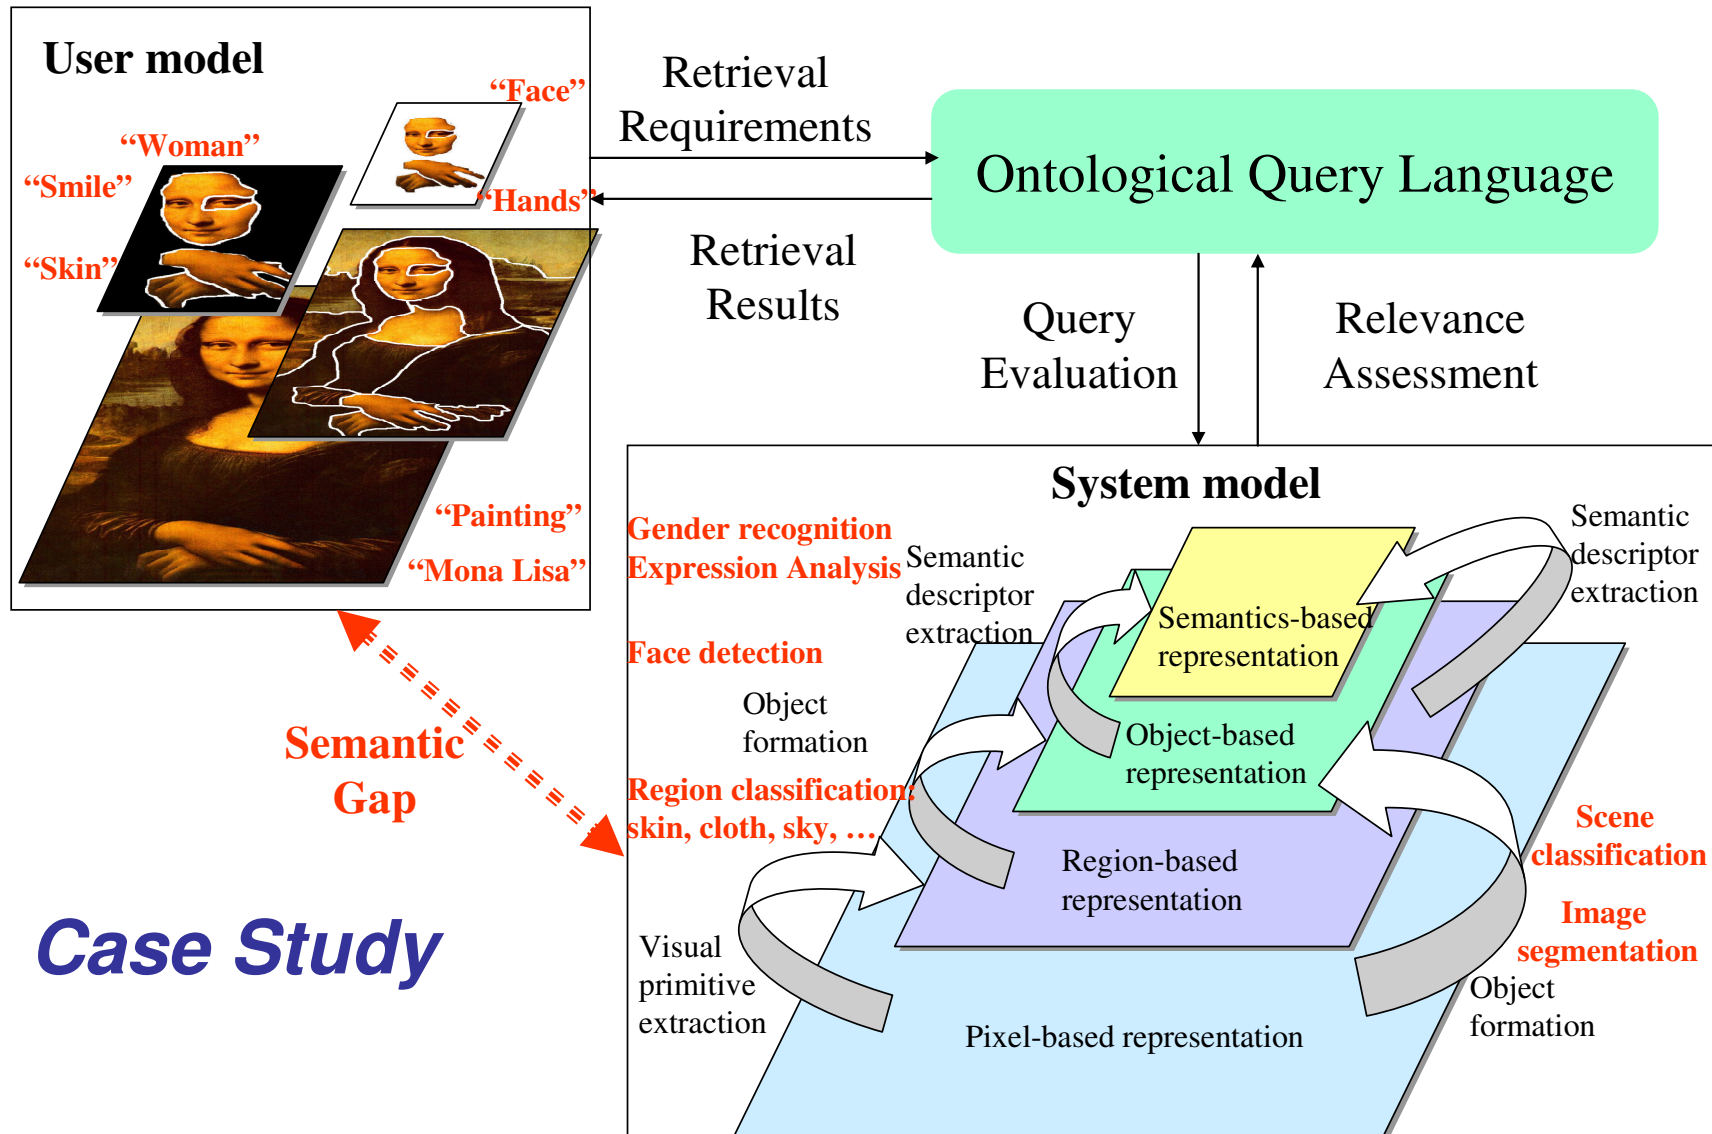 User model
“Face”
“Woman”
“Smile”
“Hands”
“Skin”
“Painting”
“Mona Lisa”
Retrieval
Requirements
Retrieval
Results
Ontological Query Language
Query
Evaluation
Relevance
Assessment
Semantic
Gap
Case Study
System model
Gender recognition
Expression Analysis
Semantic
descriptor
extraction
Semantic
descriptor
extraction
Face detection
Object
formation
Region classification:
skin, cloth, sky, …
Visual
primitive
extraction
Semantics-based
representation
Object-based
representation
Region-based
representation
Pixel-based representation
Scene
classification
Image
segmentation
Object
formation